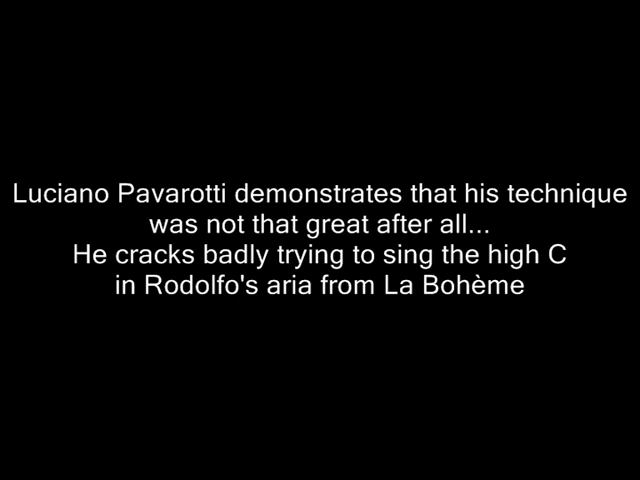 Luciano Pavarotti demonstrates that his technique
was not that great after all...
He cracks badly trying to sing the high C
in Rodolfo's aria from La Bohème